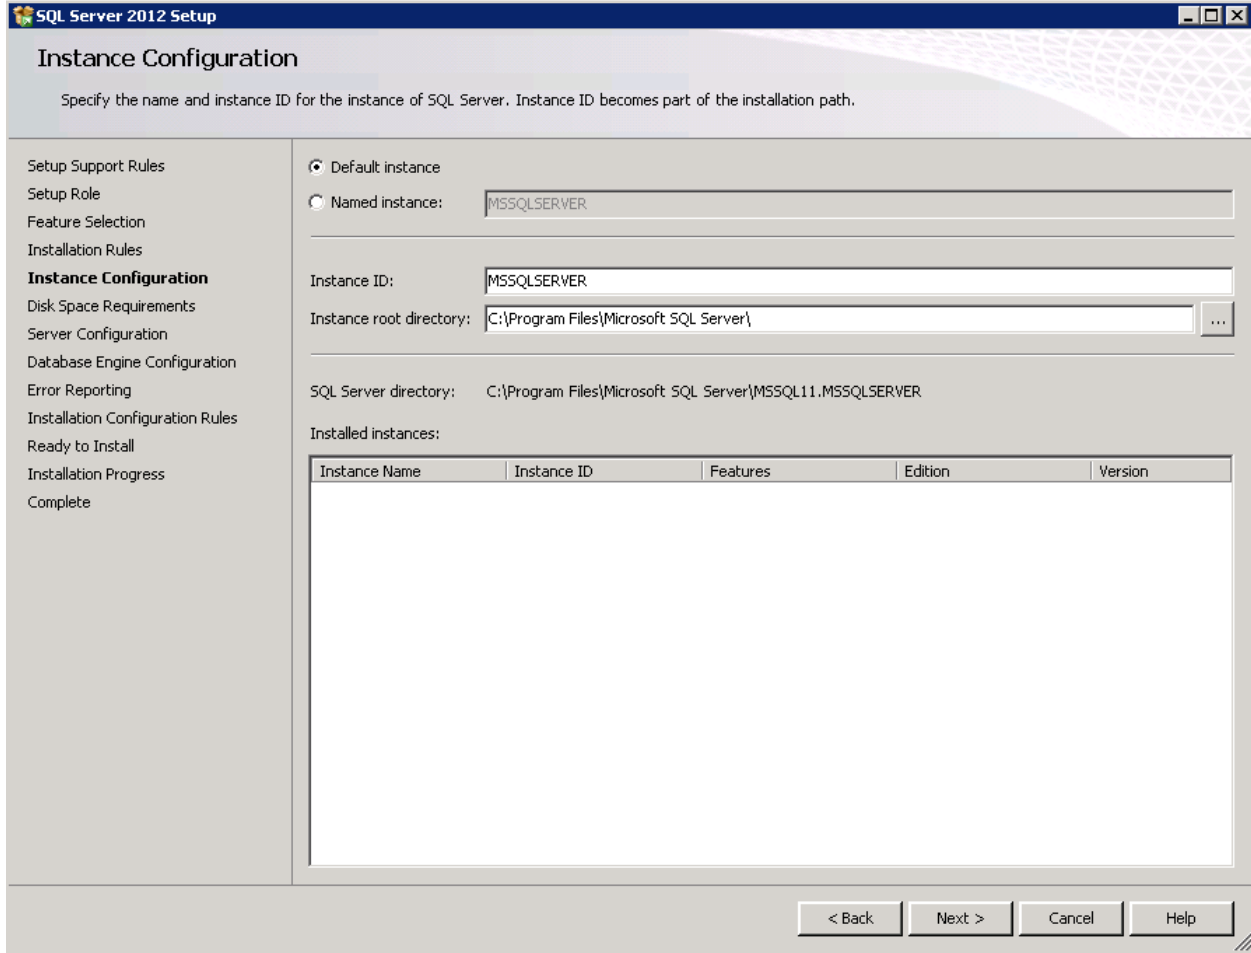 SQL Server 2012 Setup
Instance Configuration
Specify the name and instance ID for the instance of SQL Server. Instance ID becomes part of the installation path.
Setup Support Rules
Setup Role
Feature Selection
Installation Rules
Instance Configuration
Disk Space Requirements
Server Configuration
Database Engine Configuration
Error Reporting
Installation Configuration Rules
Ready to Install
Installation Progress
Complete
Default instance
Named instance: MSSQLSERVER
Instance ID: MSSQLSERVER
Instance root directory: C:\Program Files\Microsoft SQL Server\ ...
SQL Server directory: C:\Program Files\Microsoft SQL Server\MSSQL11.MSSQLSERVER
Installed instances:
Instance Name Instance ID Features Edition Version
< Back Next > Cancel Help